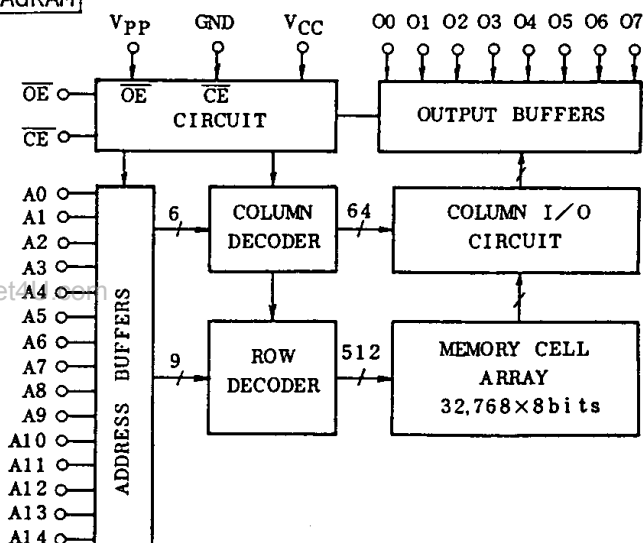 AGRAM
VPP GND VCC O0 O1 O2 O3 O4 O5 O6 O7
OE OE CE
CIRCUIT
OUTPUT BUFFERS
CE
A0
A1
A2
A3
A4
A5
A6
A7
A8
A9
A10
A11
A12
A13
A14
ADDRESS BUFFERS
6
COLUMN
DECODER
64
COLUMN I/O
CIRCUIT
9
ROW
DECODER
512
MEMORY CELL
ARRAY
32,768×8bits
et4U.com